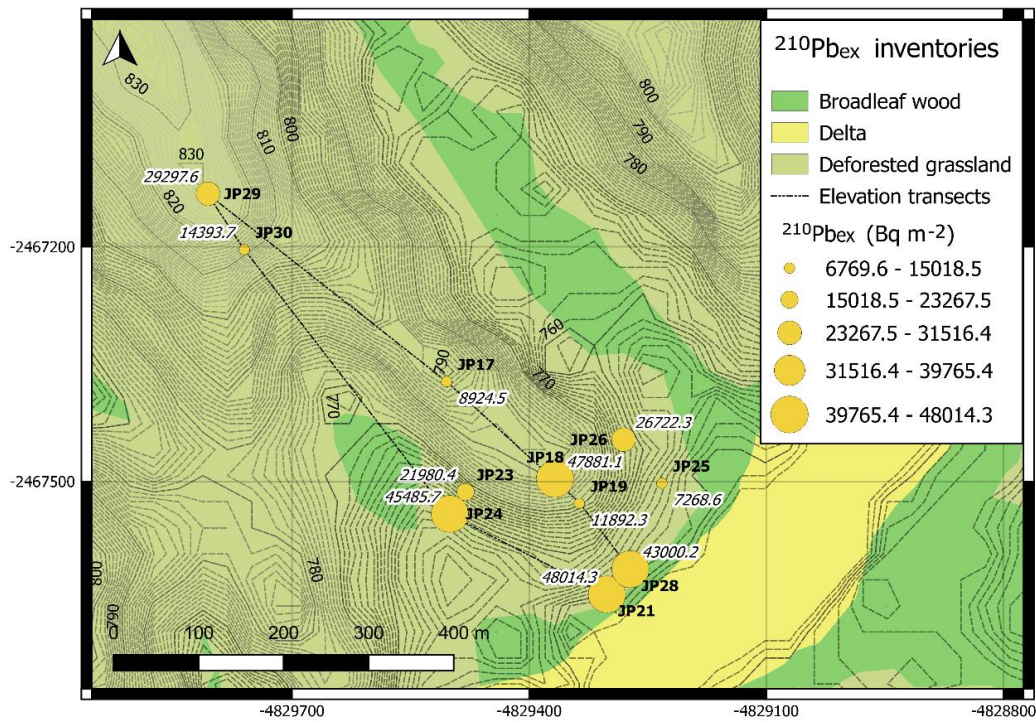 ²¹⁰Pbex inventories
Broadleaf wood
Delta
Deforested grassland
Elevation transects
²¹⁰Pbex (Bq m-²)
6769.6 - 15018.5
15018.5 - 23267.5
23267.5 - 31516.4
31516.4 - 39765.4
39765.4 - 48014.3
830
800
810
800
790
780
830
29297.6
JP29
820
14393.7
JP30
-2467200
760
790
JP17
770
8924.5
770
26722.3
JP26
JP18
47881.1
JP25
21980.4
JP23
JP19
-2467500
45485.7
7268.6
JP24
11892.3
43000.2
48014.3
JP28
JP21
800
780
790
0
100
200
300
400 m
-4829700
-4829400
-4829100
-4828800